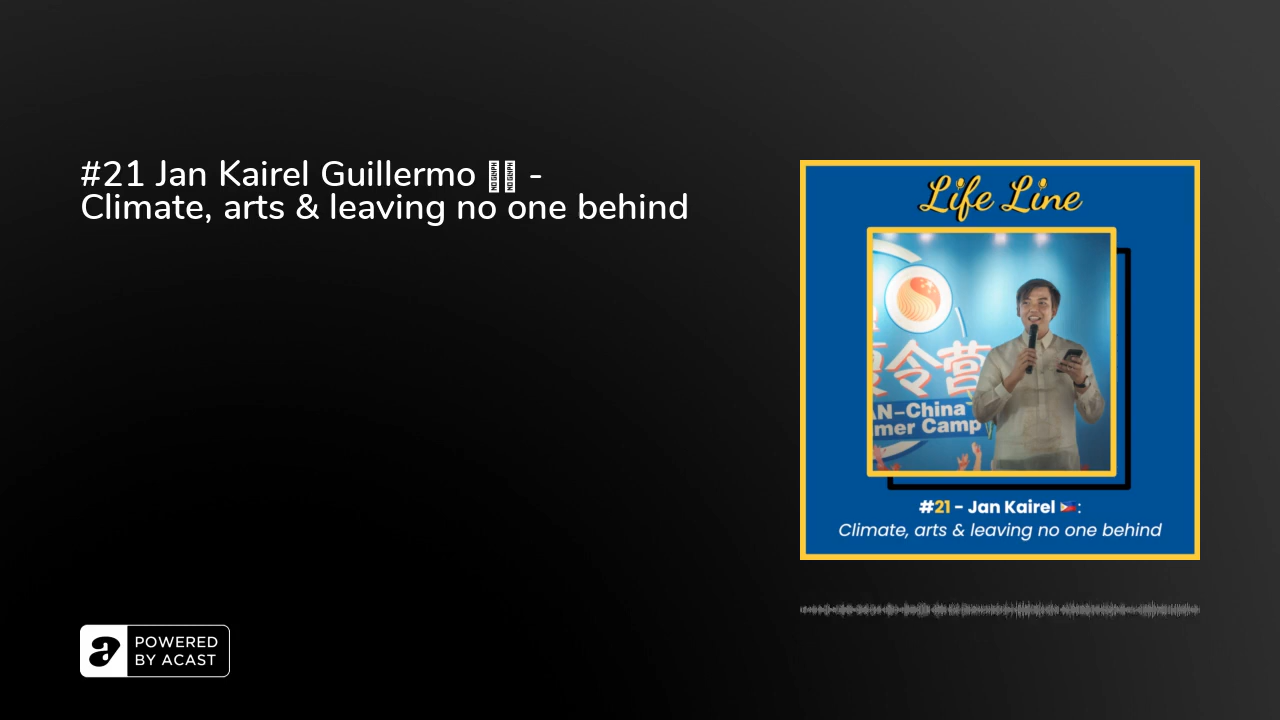 #21 Jan Kairel Guillermo -
Climate, arts & leaving no one behind
Life Line
夏令营
AN-China
mer Camp
#21 - Jan Kairel 🇵🇭:
Climate, arts & leaving no one behind
a POWERED
BY ACAST